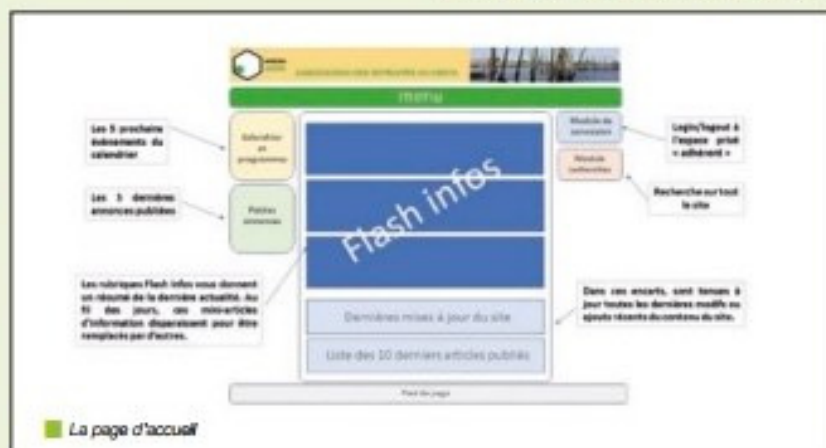 menu
Les 5 prochains
évènements du
calendrier
Calendrier
et
programmes
Module de
connexion
Login/logout à
l'espace privé
« adhérent »
Module
recherches
Recherche sur tout
le site
Les 3 dernières
annonces publiées
Petites
annonces
Flash infos
Les rubriques Flash infos vous donnent
un résumé de la dernière actualité. Au
fil des jours, ces mini-articles
d'information disparaissent pour être
remplacés par d'autres.
Dans ces encarts, sont tenues à
jour toutes les dernières modifs ou
ajouts récents du contenu du site.
Dernières mises à jour du site
Liste des 10 derniers articles publiés
Pied de page
La page d'accueil